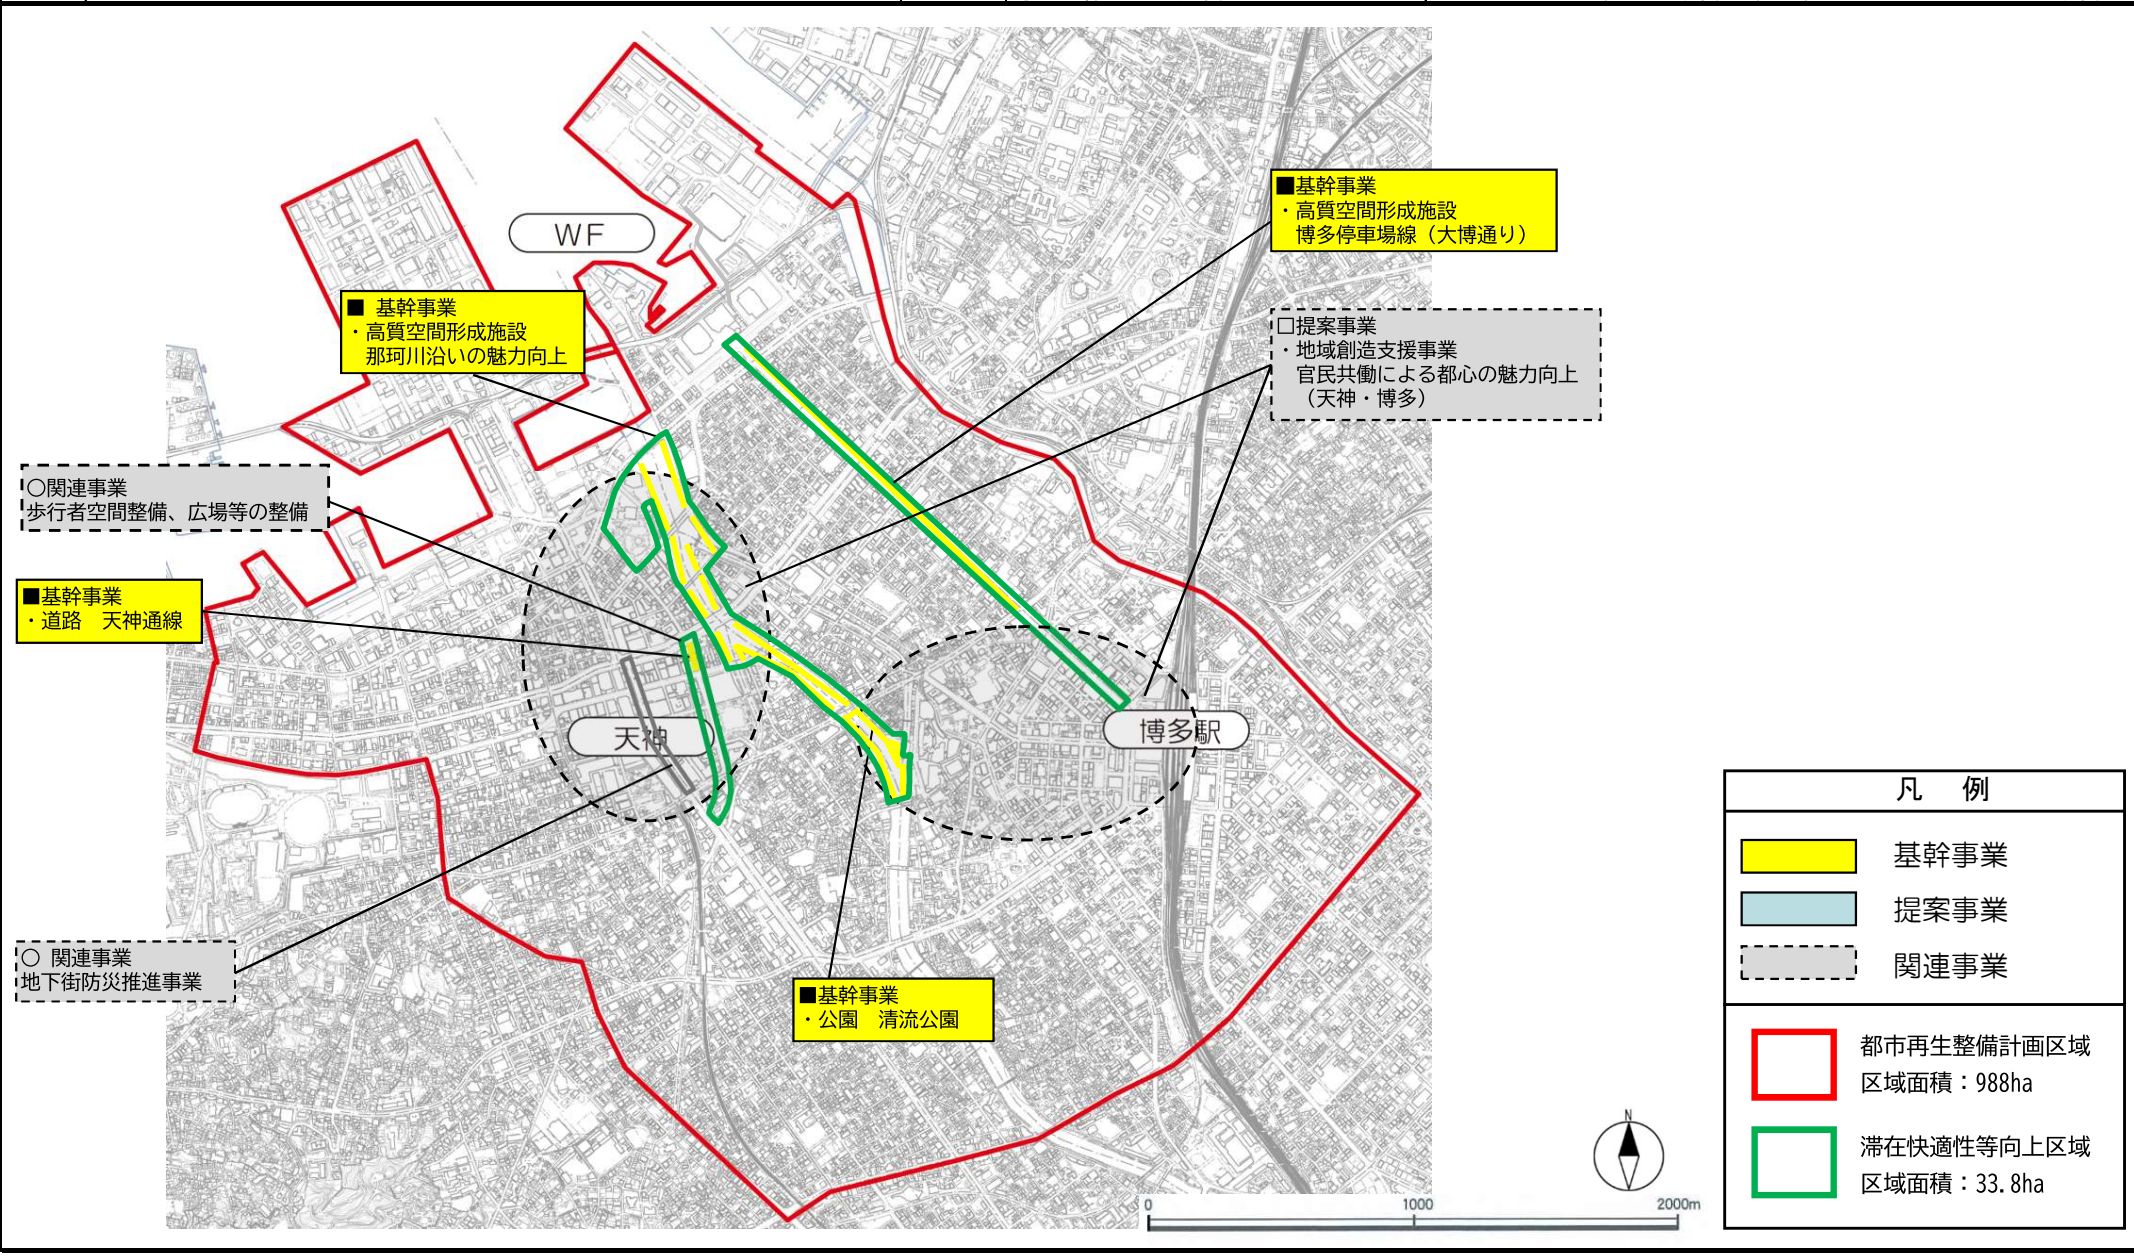 WF
■基幹事業
・高質空間形成施設
博多停車場線（大博通り）
■ 基幹事業
・高質空間形成施設
那珂川沿いの魅力向上
□提案事業
・地域創造支援事業
官民共働による都心の魅力向上
（天神・博多）
○関連事業
歩行者空間整備、広場等の整備
■基幹事業
・道路　天神通線
天神
博多駅
○ 関連事業
地下街防災推進事業
■基幹事業
・公園　清流公園
凡　例
基幹事業
提案事業
関連事業
都市再生整備計画区域
区域面積：988ha
滞在快適性等向上区域
区域面積：33.8ha
N
0 1000 2000m